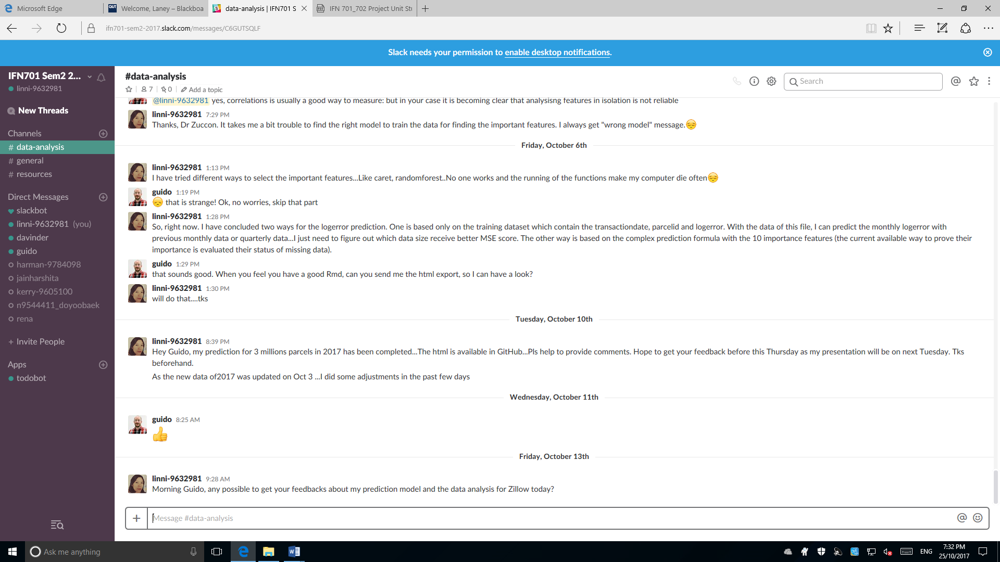 Microsoft Edge
QUT Welcome, Laney – Blackboa
data-analysis | IFN701 S
PDF IFN 701_702 Project Unit Stu
ifn701-sem2-2017.slack.com/messages/C6GUTSQLF
Slack needs your permission to enable desktop notifications.
IFN701 Sem2 2...
linni-9632981
New Threads
Channels
# data-analysis
# general
# resources
Direct Messages
slackbot
linni-9632981 (you)
davinder
guido
harman-9784098
jainharshita
kerry-9605100
n9544411_doyoobaek
rena
+ Invite People
Apps
todobot
#data-analysis
7
0
Add a topic
Search
@linni-9632981 yes, correlations is usually a good way to measure: but in your case it is becoming clear that analysisng features in isolation is not reliable
linni-9632981 7:29 PM
Thanks, Dr Zuccon. It takes me a bit trouble to find the right model to train the data for finding the important features. I always get "wrong model" message.
Friday, October 6th
linni-9632981 1:13 PM
I have tried different ways to select the important features...Like caret, randomforest..No one works and the running of the functions make my computer die often
guido 1:19 PM
that is strange! Ok, no worries, skip that part
linni-9632981 1:28 PM
So, right now. I have concluded two ways for the logerror prediction. One is based only on the training dataset which contain the transactiondate, parcelid and logerror. With the data of this file, I can predict the monthly logerror with
previous monthly data or quarterly data...I just need to figure out which data size receive better MSE score. The other way is based on the complex prediction formula with the 10 importance features (the current available way to prove their
importance is evaluated their status of missing data).
guido 1:29 PM
that sounds good. When you feel you have a good Rmd, can you send me the html export, so I can have a look?
linni-9632981 1:30 PM
will do that....tks
Tuesday, October 10th
linni-9632981 8:39 PM
Hey Guido, my prediction for 3 millions parcels in 2017 has been completed...The html is available in GitHub...Pls help to provide comments. Hope to get your feedback before this Thursday as my presentation will be on next Tuesday. Tks
beforehand.
As the new data of2017 was updated on Oct 3 ...I did some adjustments in the past few days
Wednesday, October 11th
guido 8:25 AM
Friday, October 13th
linni-9632981 9:28 AM
Morning Guido, any possible to get your feedbacks about my prediction model and the data analysis for Zillow today?
Message #data-analysis
Ask me anything
ENG
7:32 PM
25/10/2017